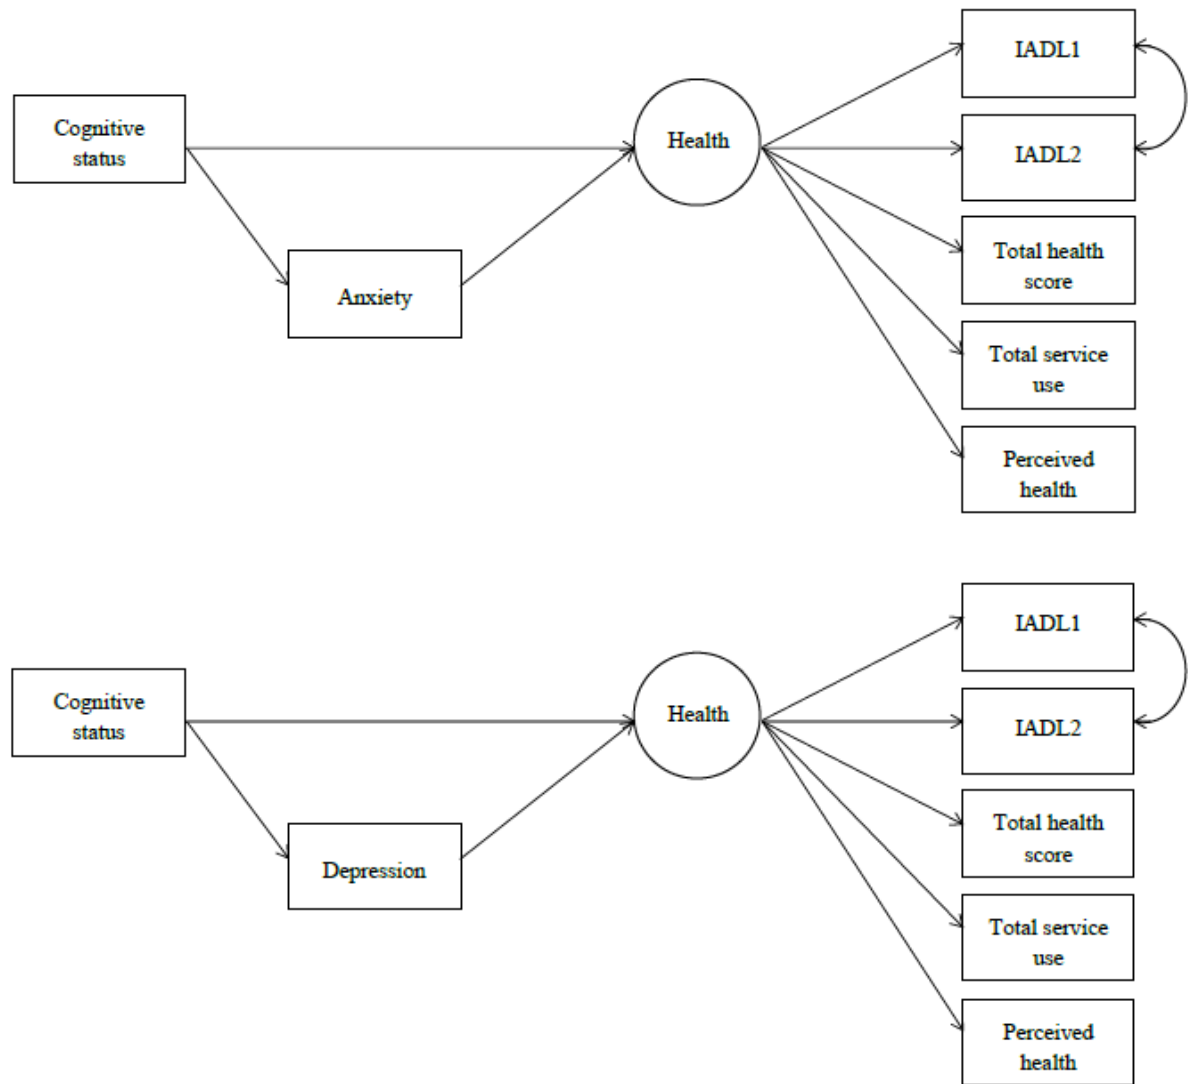 IADL1
Cognitive
status
Health
IADL2
Total health
score
Anxiety
Total service
use
Perceived
health
IADL1
Cognitive
status
Health
IADL2
Total health
score
Depression
Total service
use
Perceived
health